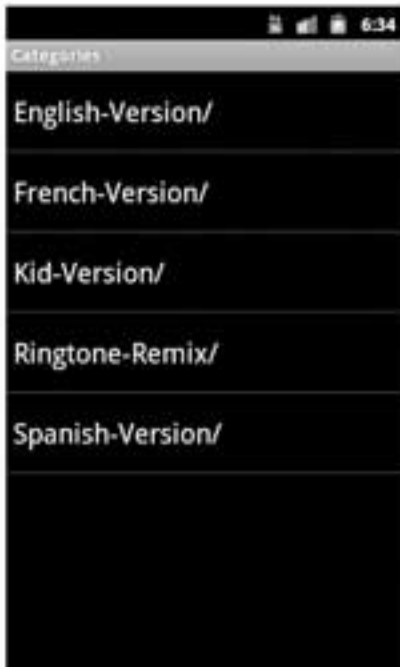 6:34
Categories
English-Version/
French-Version/
Kid-Version/
Ringtone-Remix/
Spanish-Version/